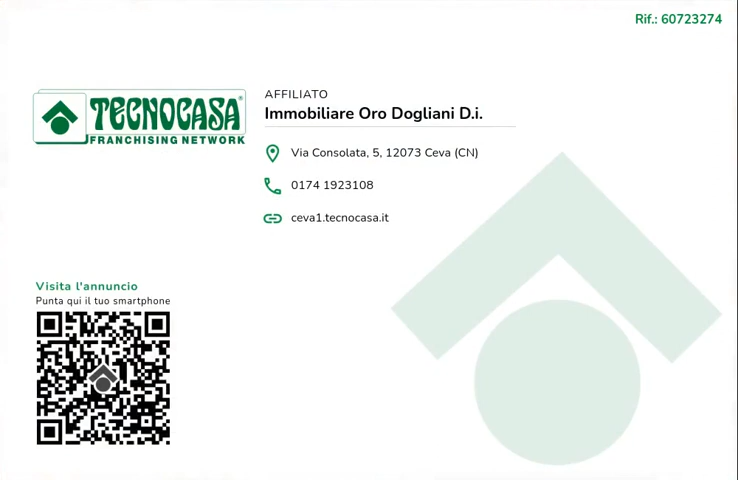 Rif.: 60723274
TECNOCASA®
FRANCHISING NETWORK
AFFILIATO
Immobiliare Oro Dogliani D.i.
Via Consolata, 5, 12073 Ceva (CN)
0174 1923108
ceva1.tecnocasa.it
Visita l'annuncio
Punta qui il tuo smartphone